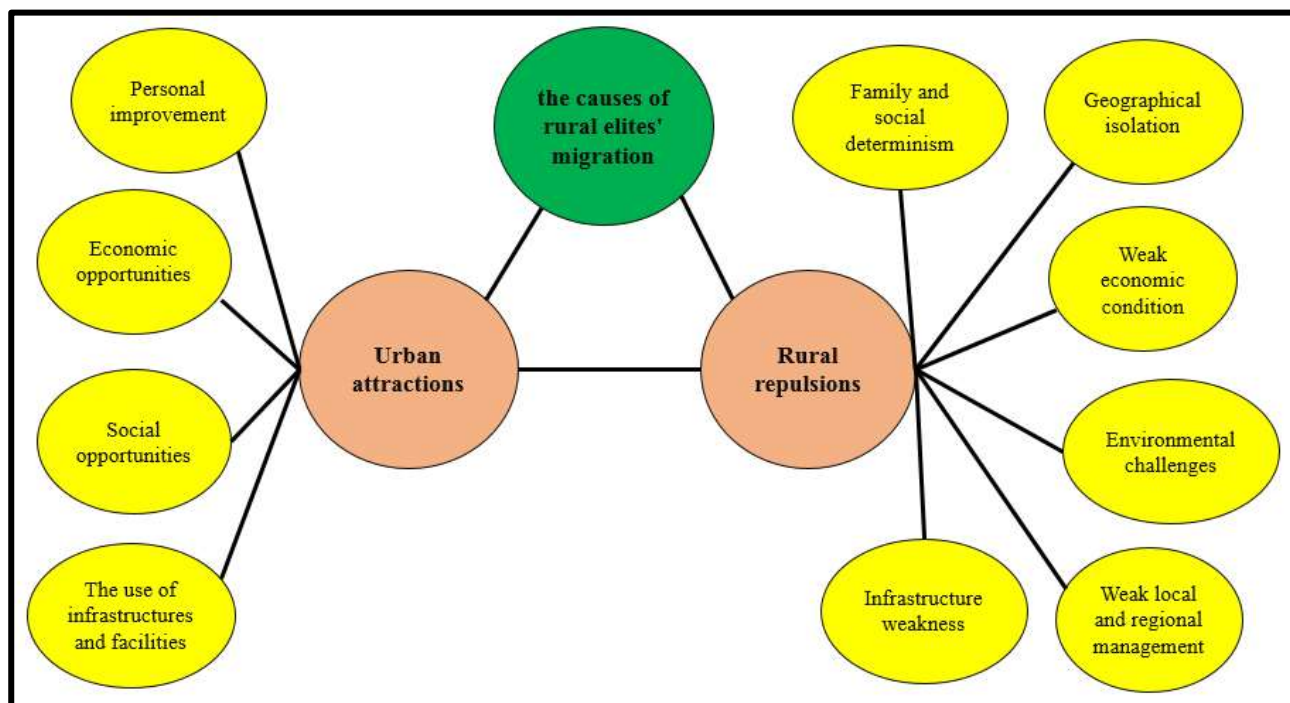 Personal
improvement
Economic
opportunities
Social
opportunities
The use of
infrastructures
and facilities
Urban
attractions
the causes of
rural elites'
migration
Rural
repulsions
Family and
social
determinism
Geographical
isolation
Weak
economic
condition
Environmental
challenges
Weak local
and regional
management
Infrastructure
weakness